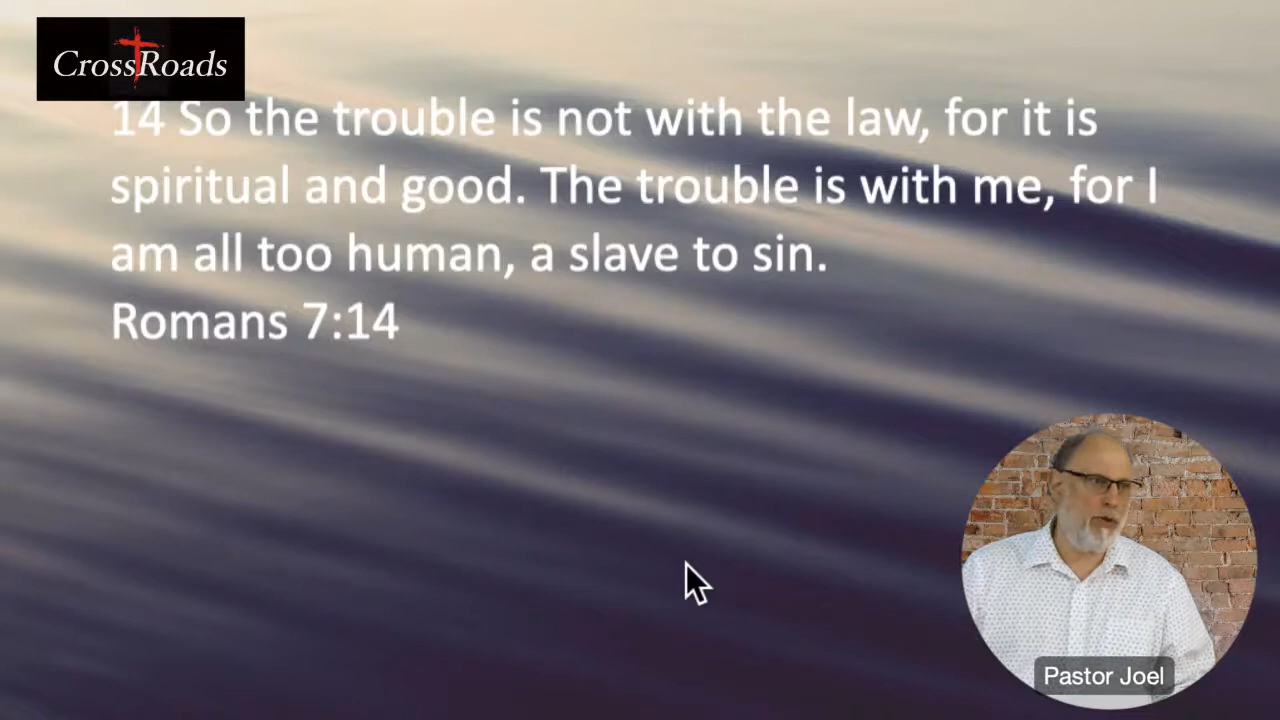 CrossRoads
14 So the trouble is not with the law, for it is
spiritual and good. The trouble is with me, for I
am all too human, a slave to sin.
Romans 7:14
Pastor Joel